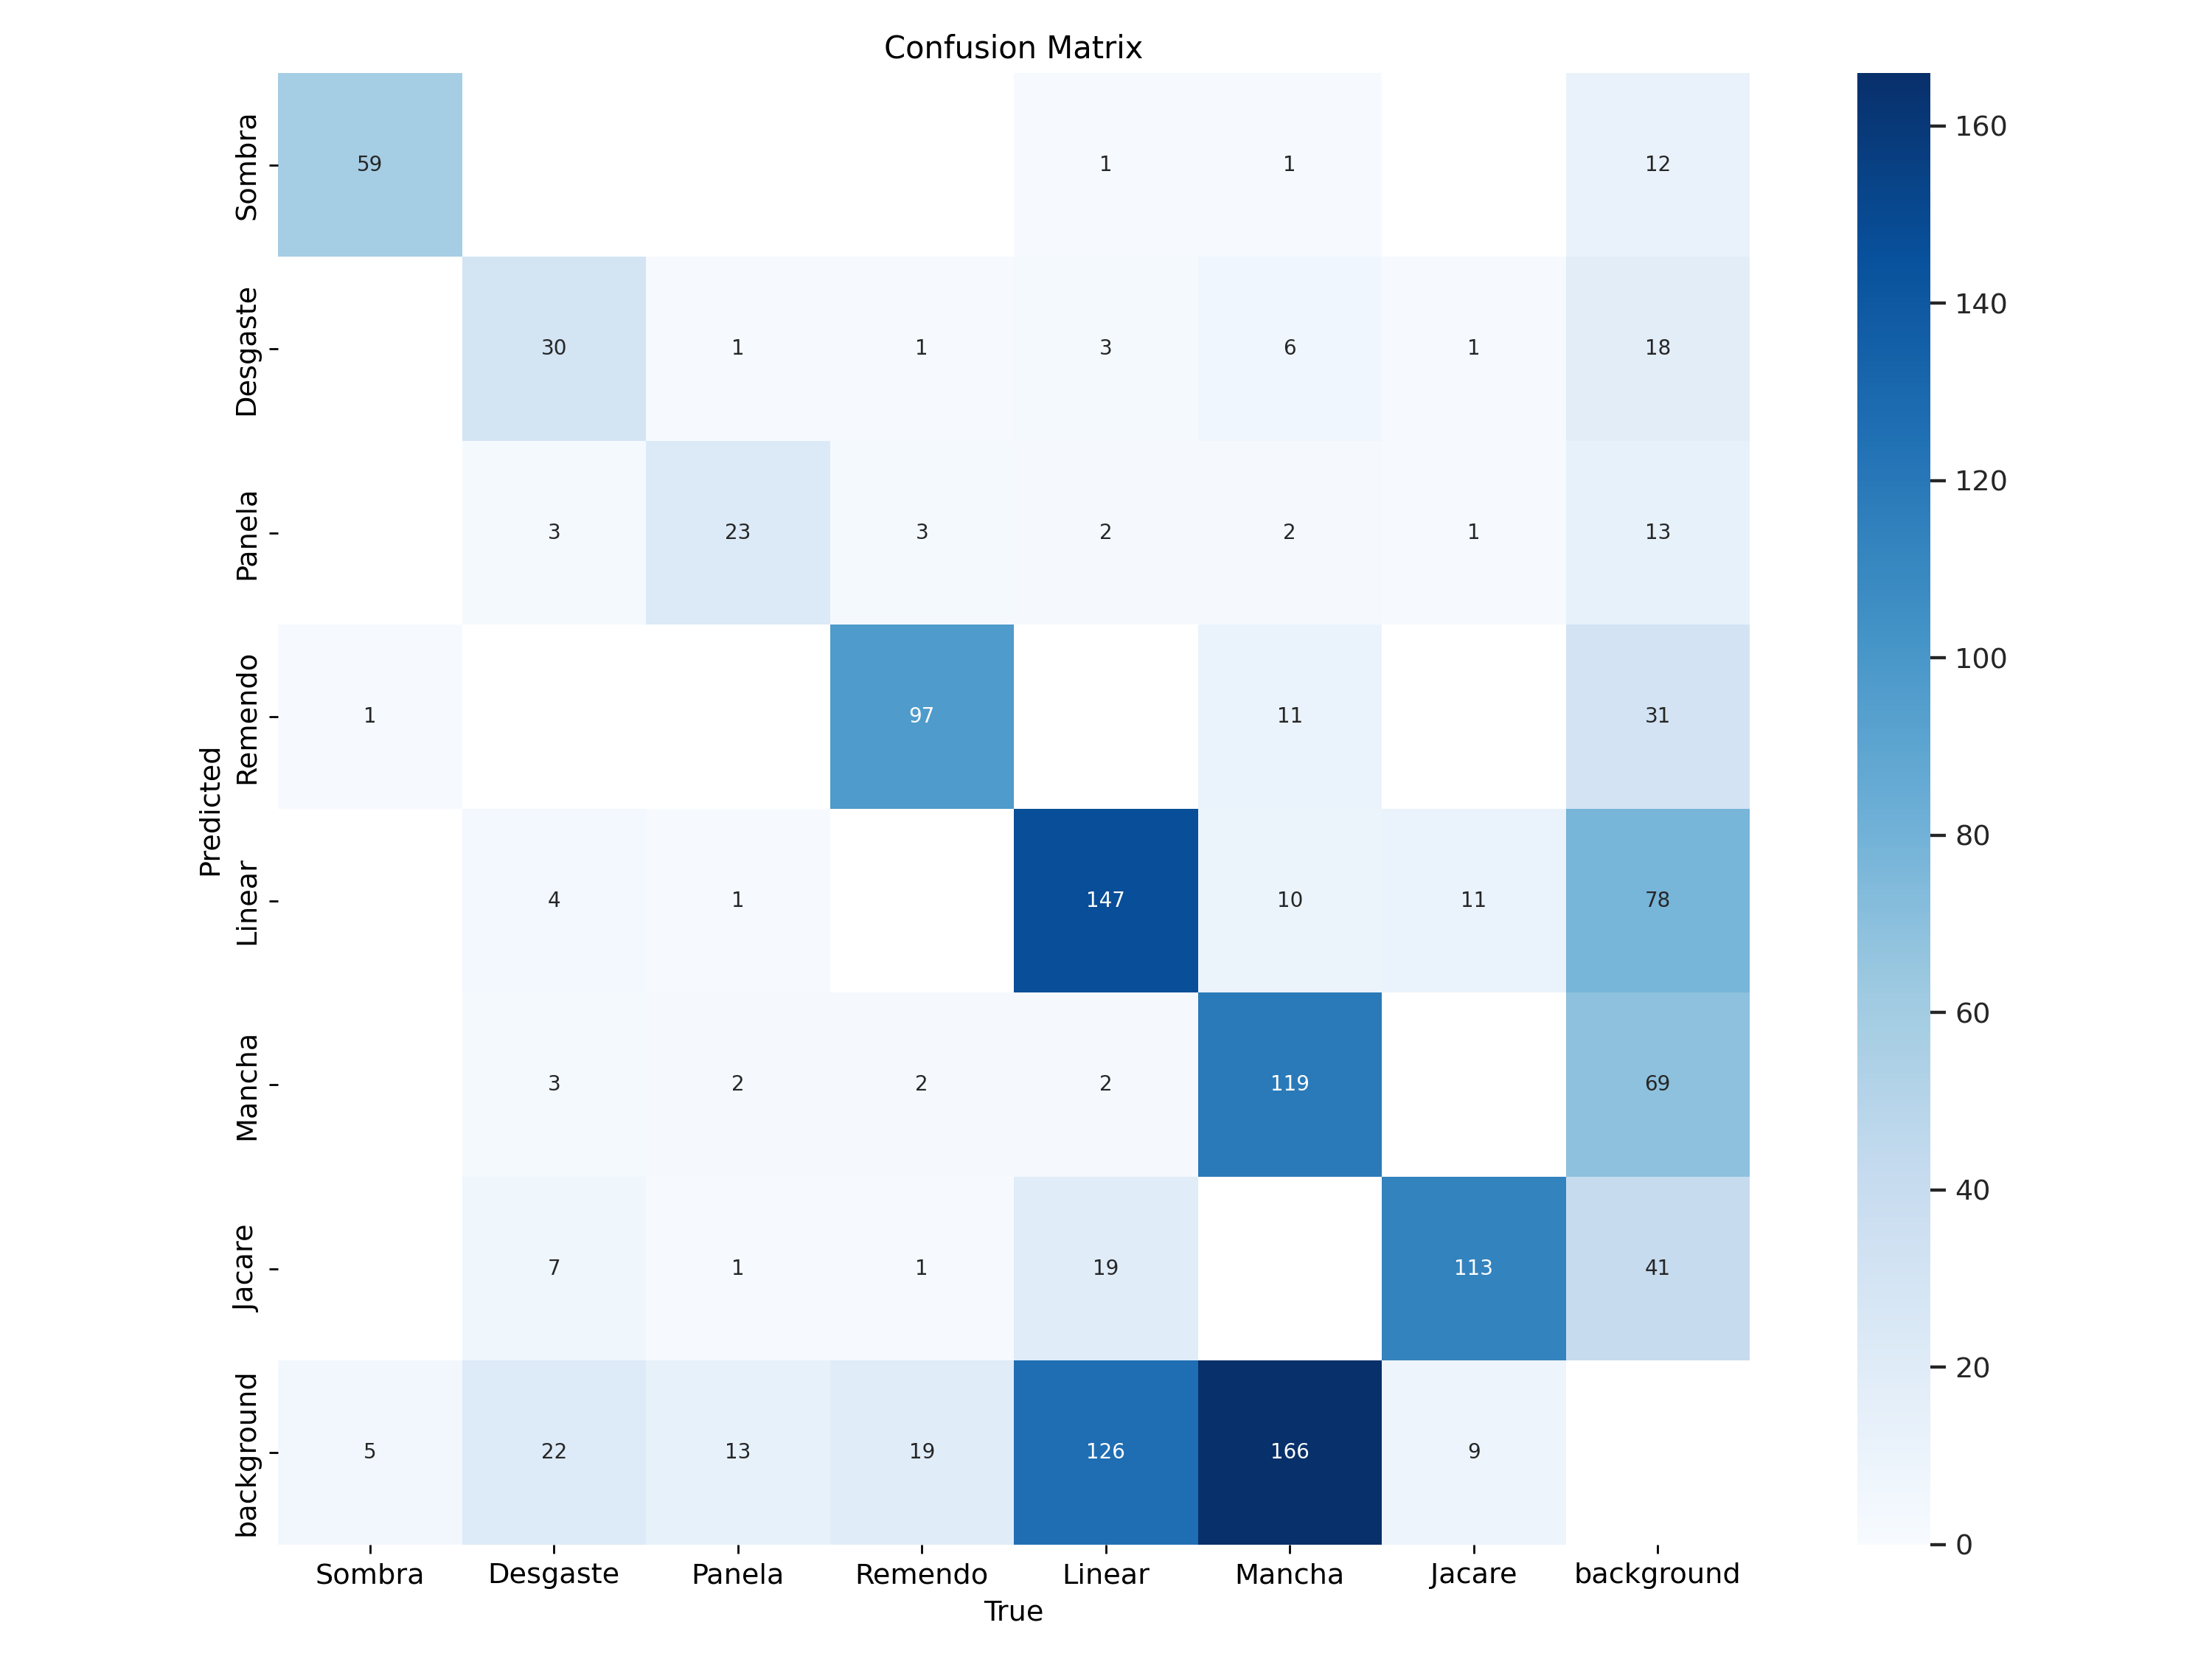 Confusion Matrix
Sombra 59 1 1 12
Desgaste 30 1 1 3 6 1 18
Panela 3 23 3 2 2 1 13
Remendo 1 97 11 31
Linear 4 1 147 10 11 78
Mancha 3 2 2 2 119 69
Jacare 7 1 1 19 113 41
background 5 22 13 19 126 166 9
Predicted
Sombra Desgaste Panela Remendo Linear Mancha Jacare background
True
160
140
120
100
80
60
40
20
0